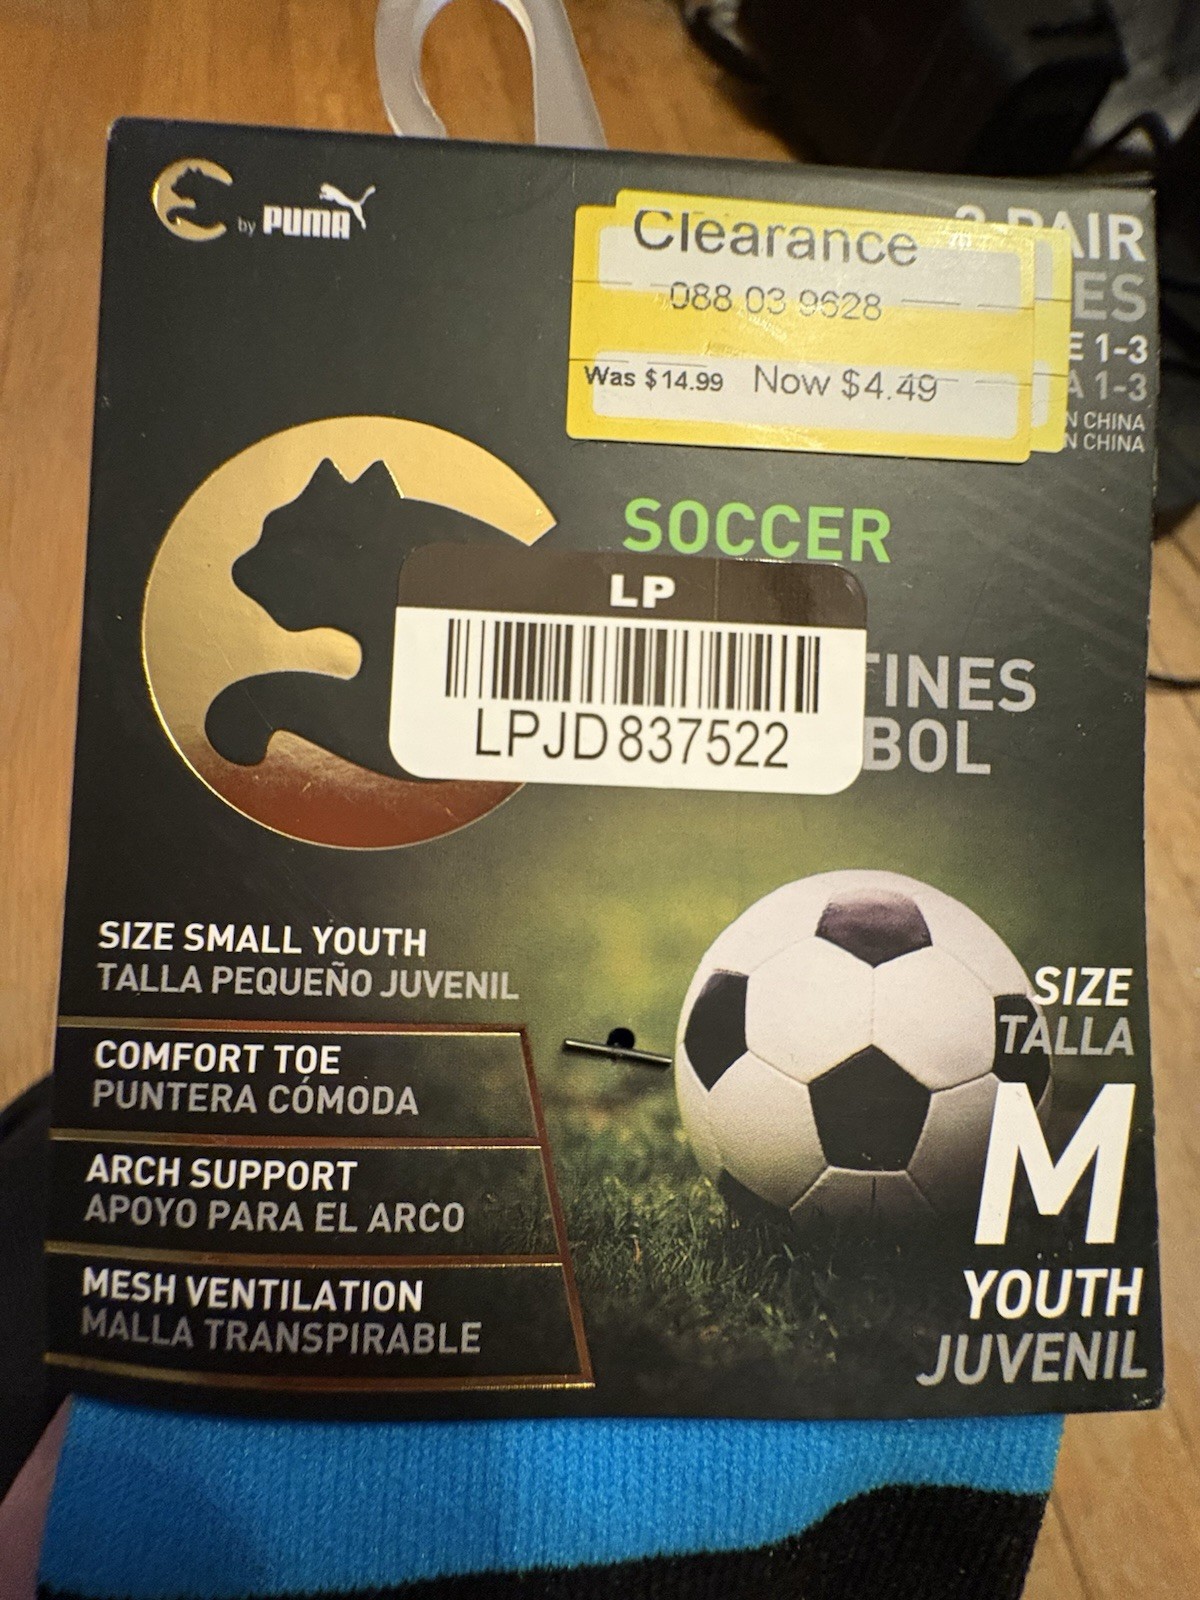 by PUMA
PAIR
ES
Clearance
088 03 9628
Was $14.99 Now $4.49
E 1-3
A 1-3
N CHINA
N CHINA
SOCCER
LP
LPJD837522
TINES
BOL
SIZE SMALL YOUTH
TALLA PEQUEÑO JUVENIL
COMFORT TOE
PUNTERA CÓMODA
ARCH SUPPORT
APOYO PARA EL ARCO
MESH VENTILATION
MALLA TRANSPIRABLE
SIZE
TALLA
M
YOUTH
JUVENIL